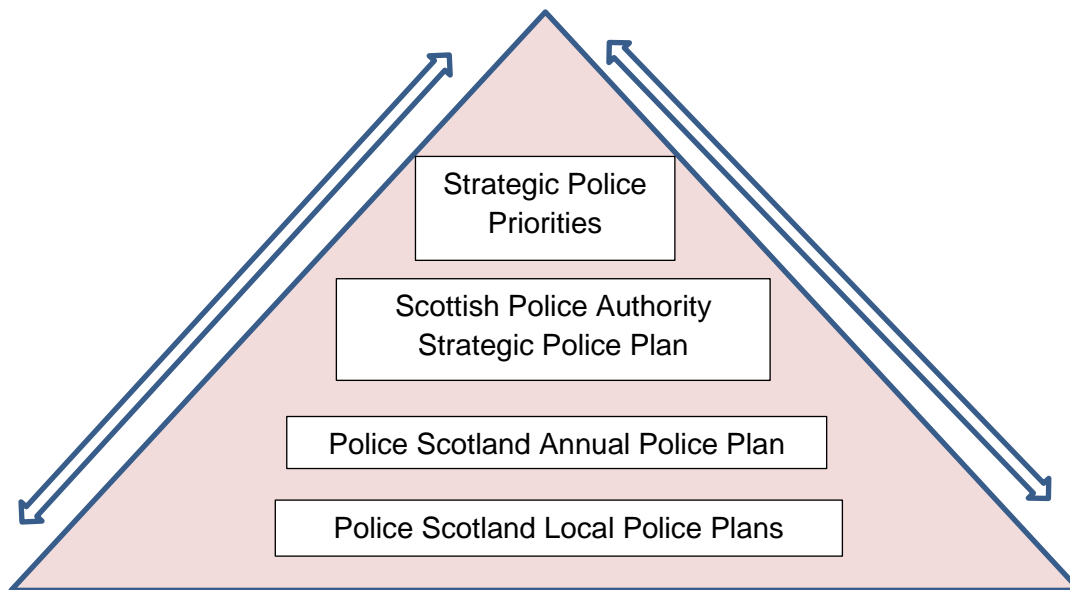 Strategic Police
Priorities
Scottish Police Authority
Strategic Police Plan
Police Scotland Annual Police Plan
Police Scotland Local Police Plans